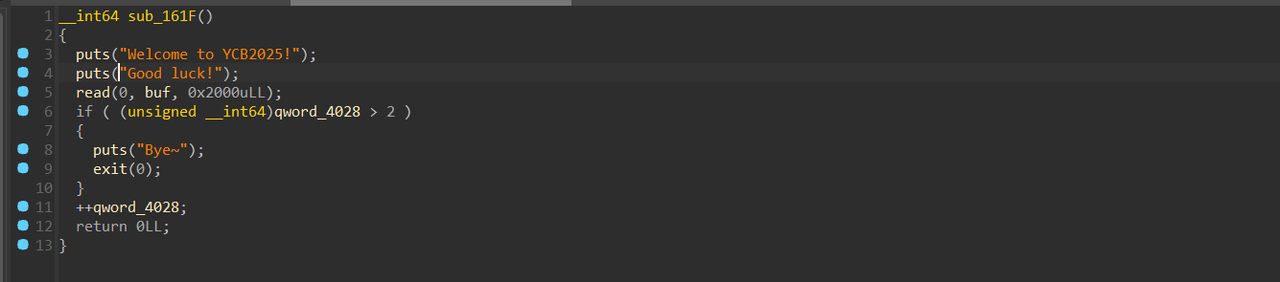 1 __int64 sub_161F()
2 {
3 puts("Welcome to YCB2025!");
4 puts("Good luck!");
5 read(0, buf, 0x2000uLL);
6 if ( (unsigned __int64)qword_4028 > 2 )
7 {
8 puts("Bye~");
9 exit(0);
10 }
11 ++qword_4028;
12 return 0LL;
13 }